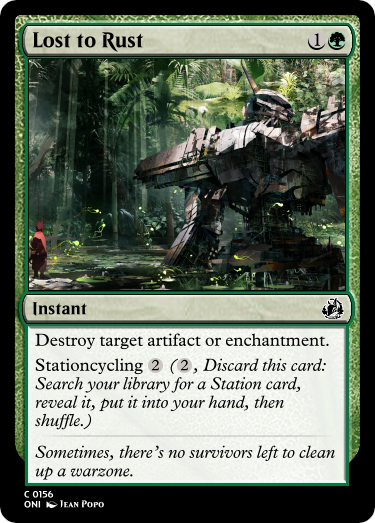 Lost to Rust 1
Instant
Destroy target artifact or enchantment.
Stationcycling 2 (2, Discard this card:
Search your library for a Station card,
reveal it, put it into your hand, then
shuffle.)
Sometimes, there's no survivors left to clean
up a warzone.
C 0156
ONI Jean Popo